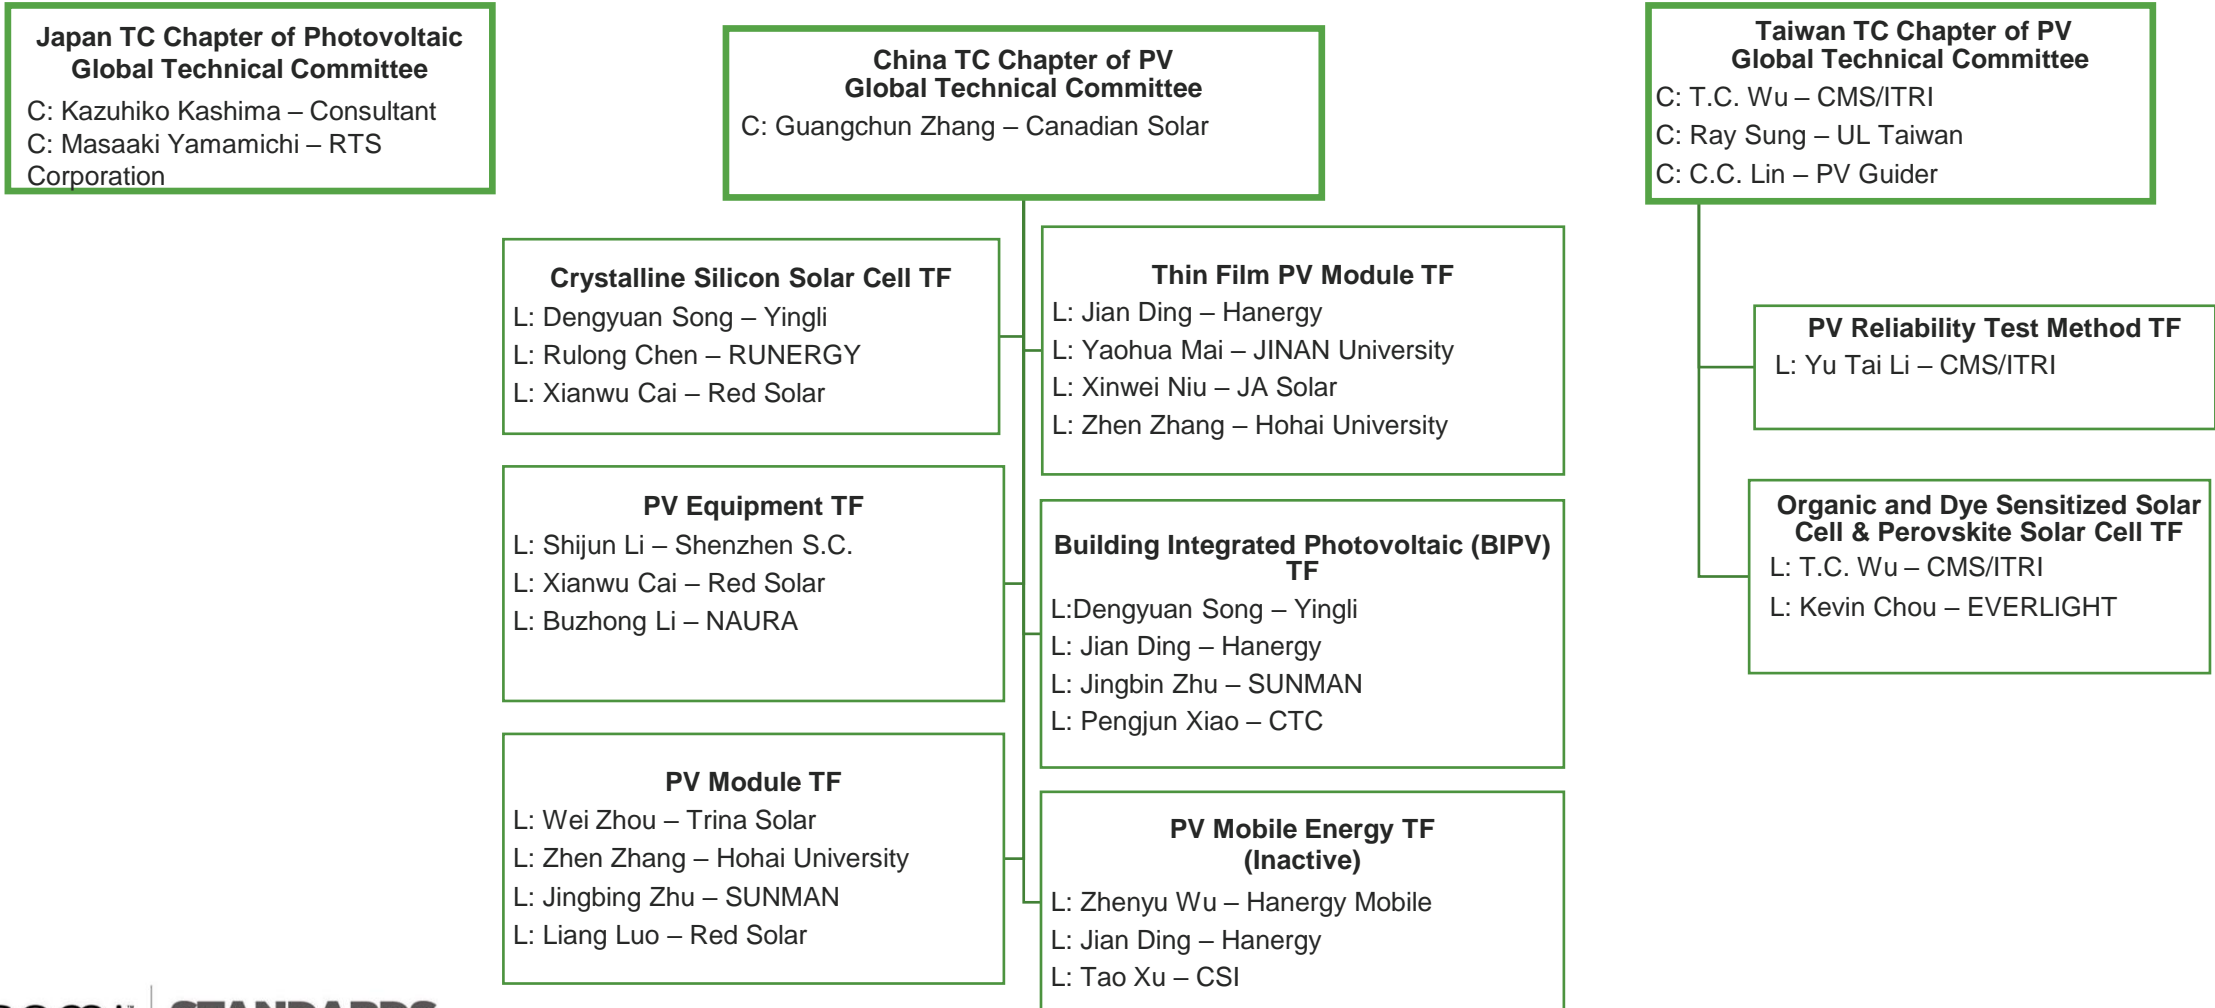 Japan TC Chapter of Photovoltaic
Global Technical Committee
C: Kazuhiko Kashima – Consultant
C: Masaaki Yamamichi – RTS
Corporation
China TC Chapter of PV
Global Technical Committee
C: Guangchun Zhang – Canadian Solar
Taiwan TC Chapter of PV
Global Technical Committee
C: T.C. Wu – CMS/ITRI
C: Ray Sung – UL Taiwan
C: C.C. Lin – PV Guider
Crystalline Silicon Solar Cell TF
L: Dengyuan Song – Yingli
L: Rulong Chen – RUNERGY
L: Xianwu Cai – Red Solar
Thin Film PV Module TF
L: Jian Ding – Hanergy
L: Yaohua Mai – JINAN University
L: Xinwei Niu – JA Solar
L: Zhen Zhang – Hohai University
PV Reliability Test Method TF
L: Yu Tai Li – CMS/ITRI
PV Equipment TF
L: Shijun Li – Shenzhen S.C.
L: Xianwu Cai – Red Solar
L: Buzhong Li – NAURA
Building Integrated Photovoltaic (BIPV)
TF
L:Dengyuan Song – Yingli
L: Jian Ding – Hanergy
L: Jingbin Zhu – SUNMAN
L: Pengjun Xiao – CTC
Organic and Dye Sensitized Solar
Cell & Perovskite Solar Cell TF
L: T.C. Wu – CMS/ITRI
L: Kevin Chou – EVERLIGHT
PV Module TF
L: Wei Zhou – Trina Solar
L: Zhen Zhang – Hohai University
L: Jingbing Zhu – SUNMAN
L: Liang Luo – Red Solar
PV Mobile Energy TF
(Inactive)
L: Zhenyu Wu – Hanergy Mobile
L: Jian Ding – Hanergy
L: Tao Xu – CSI
STANDARDS